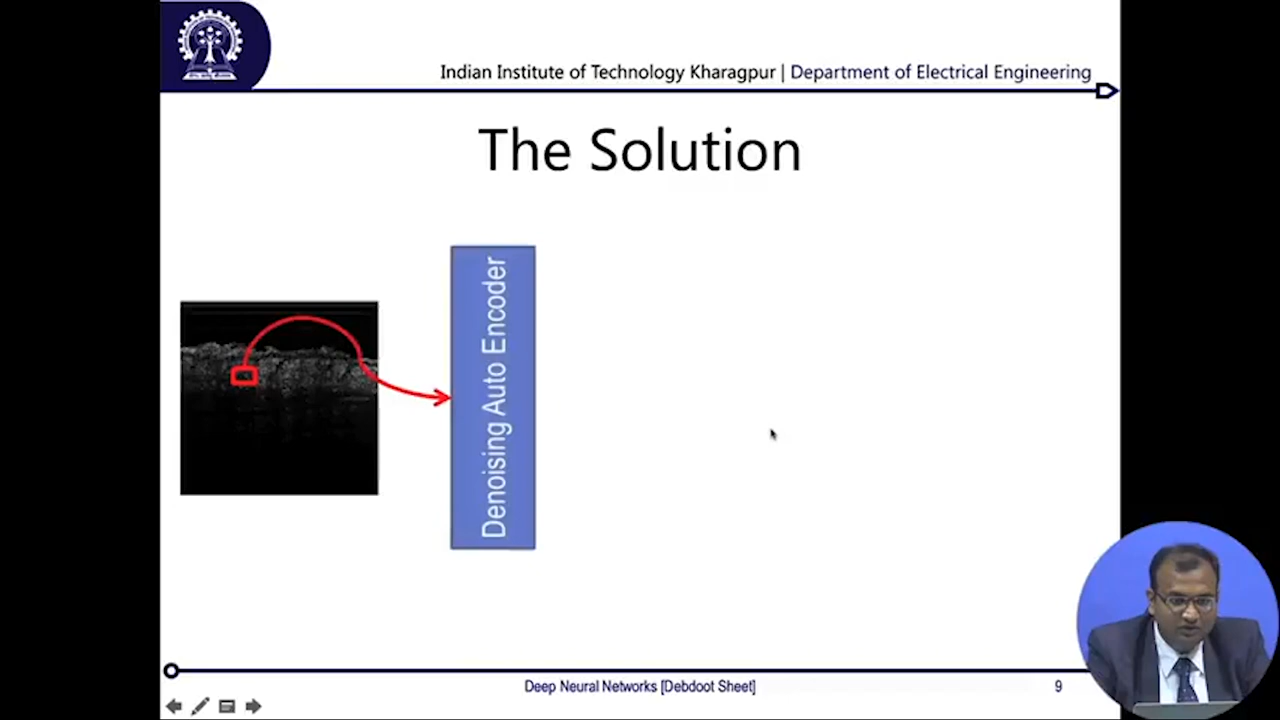 Indian Institute of Technology Kharagpur | Department of Electrical Engineering
The Solution
Denoising Auto Encoder
Deep Neural Networks [Debdoot Sheet]
9